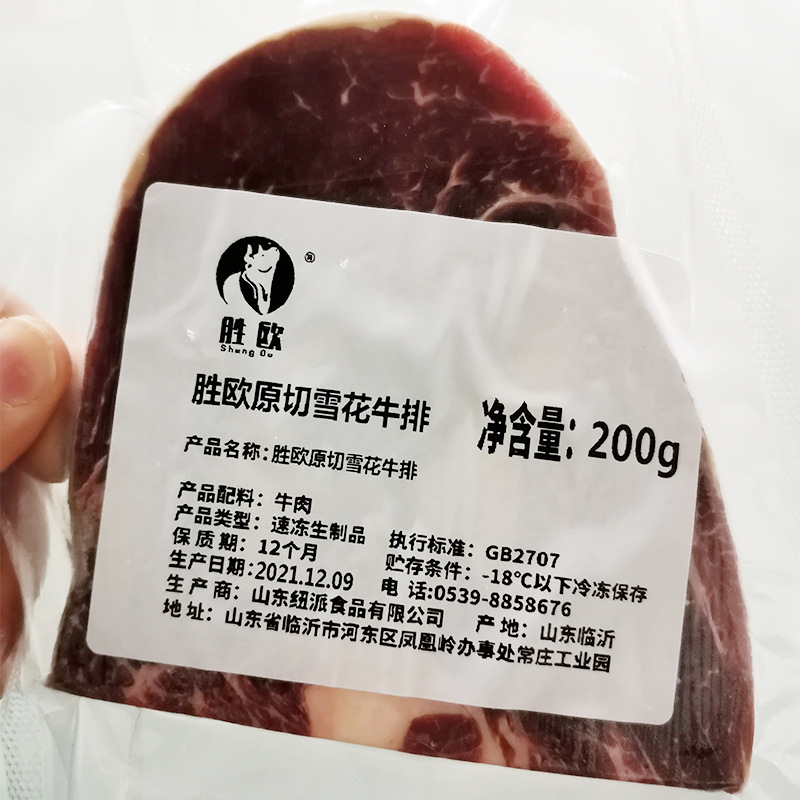 胜欧
Sheng Ou
胜欧原切雪花牛排
净含量: 200g
产品名称: 胜欧原切雪花牛排
产品配料: 牛肉
产品类型: 速冻生制品 执行标准: GB2707
保质期: 12个月 贮存条件: -18℃以下冷冻保存
生产日期:2021.12.09 电 话:0539-8858676
生产商: 山东纽派食品有限公司 产地: 山东临沂
地址: 山东省临沂市河东区凤凰岭办事处常庄工业园